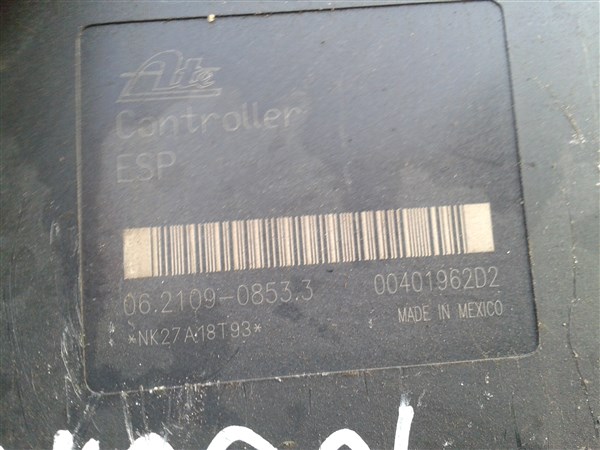 Ate
Controller
ESP
06.2109-0853.3 00401962D2
*NK27A18T93* MADE IN MEXICO